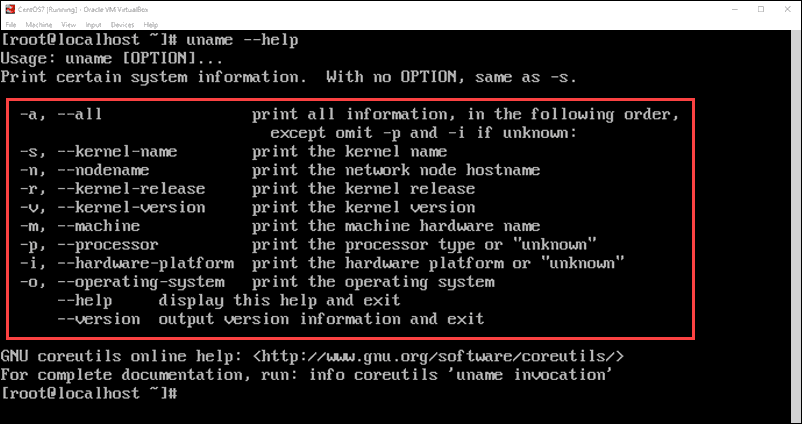 CentOS7 [Running] - Oracle VM VirtualBox
File Machine View Input Devices Help
[root@localhost ~]# uname --help
Usage: uname [OPTION]...
Print certain system information.  With no OPTION, same as -s.
-a, --all                print all information, in the following order,
                           except omit -p and -i if unknown:
-s, --kernel-name        print the kernel name
-n, --nodename           print the network node hostname
-r, --kernel-release     print the kernel release
-v, --kernel-version     print the kernel version
-m, --machine            print the machine hardware name
-p, --processor          print the processor type or "unknown"
-i, --hardware-platform  print the hardware platform or "unknown"
-o, --operating-system   print the operating system
    --help     display this help and exit
    --version  output version information and exit
GNU coreutils online help: <http://www.gnu.org/software/coreutils/>
For complete documentation, run: info coreutils 'uname invocation'
[root@localhost ~]#